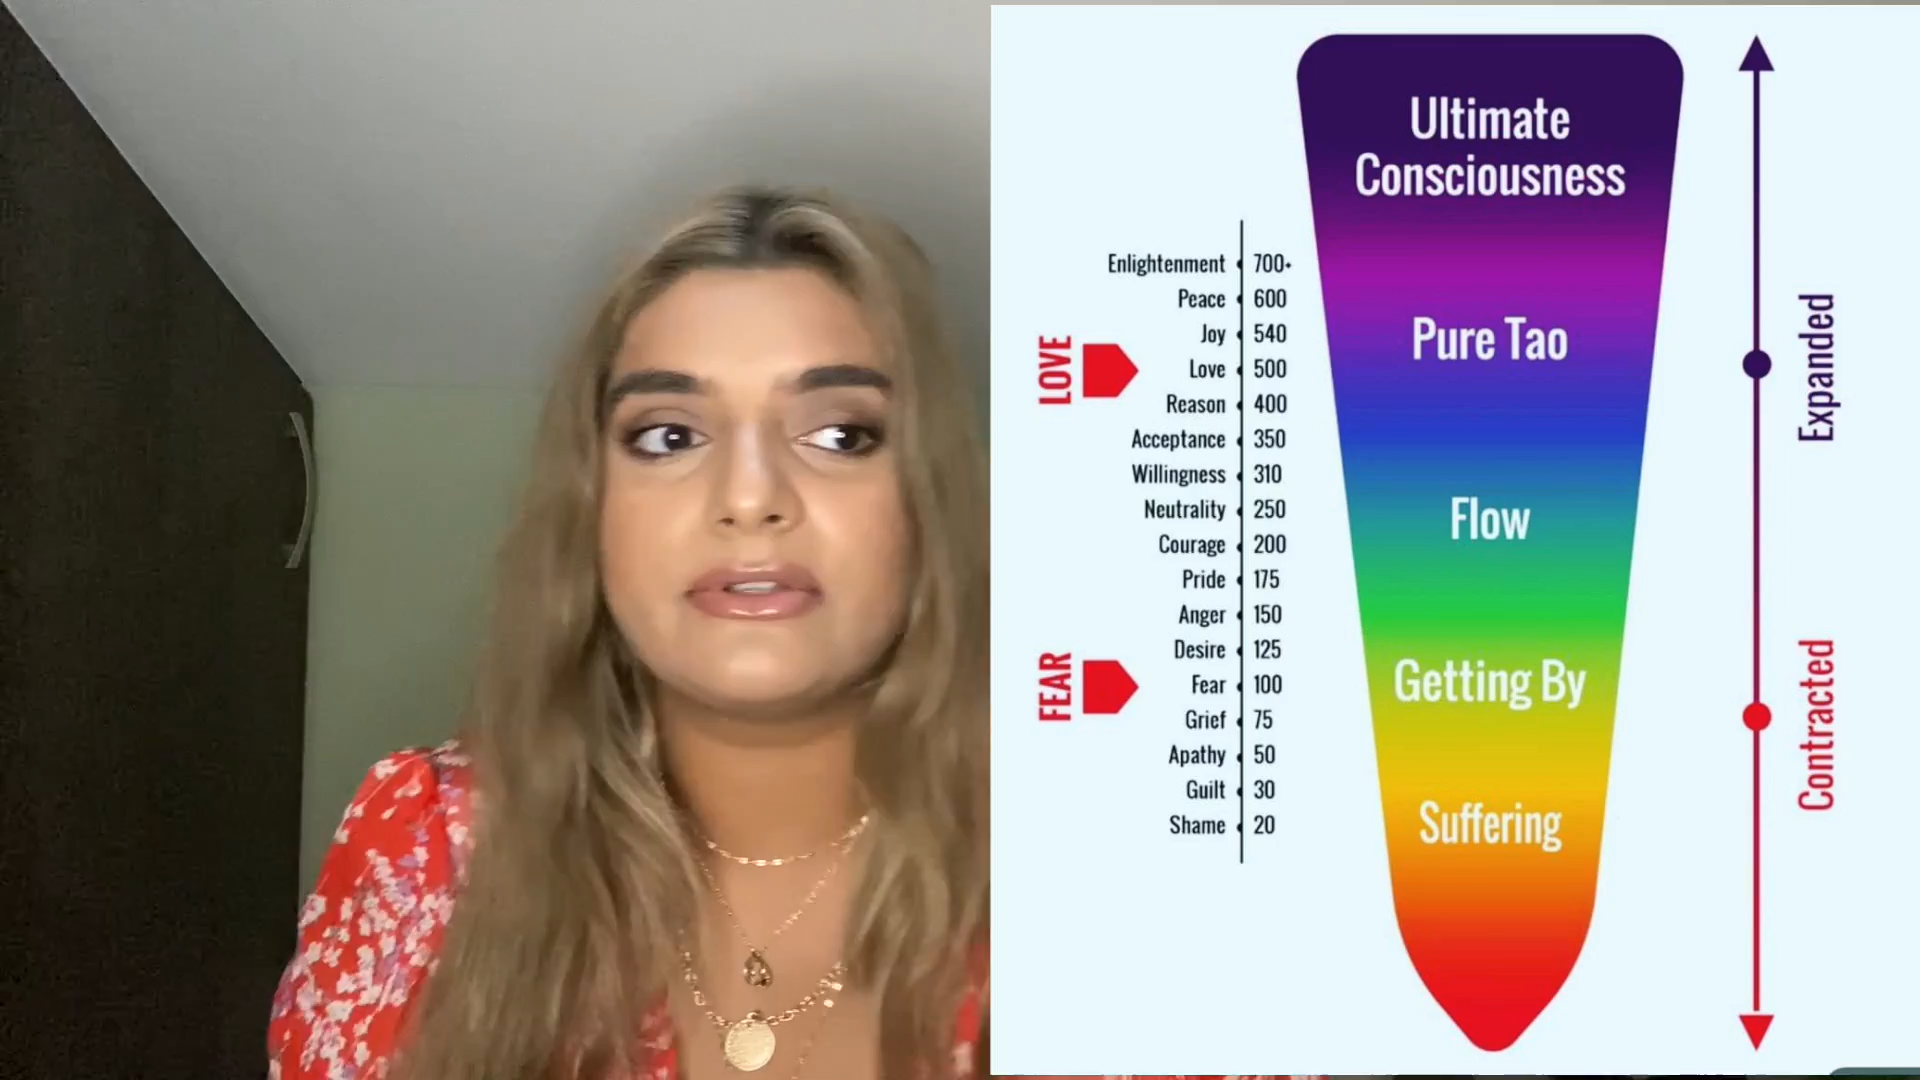 Ultimate
Consciousness
Pure Tao
Flow
Getting By
Suffering
Enlightenment 700+
Peace 600
Joy 540
Love 500
Reason 400
Acceptance 350
Willingness 310
Neutrality 250
Courage 200
Pride 175
Anger 150
Desire 125
Fear 100
Grief 75
Apathy 50
Guilt 30
Shame 20
LOVE
FEAR
Expanded
Contracted